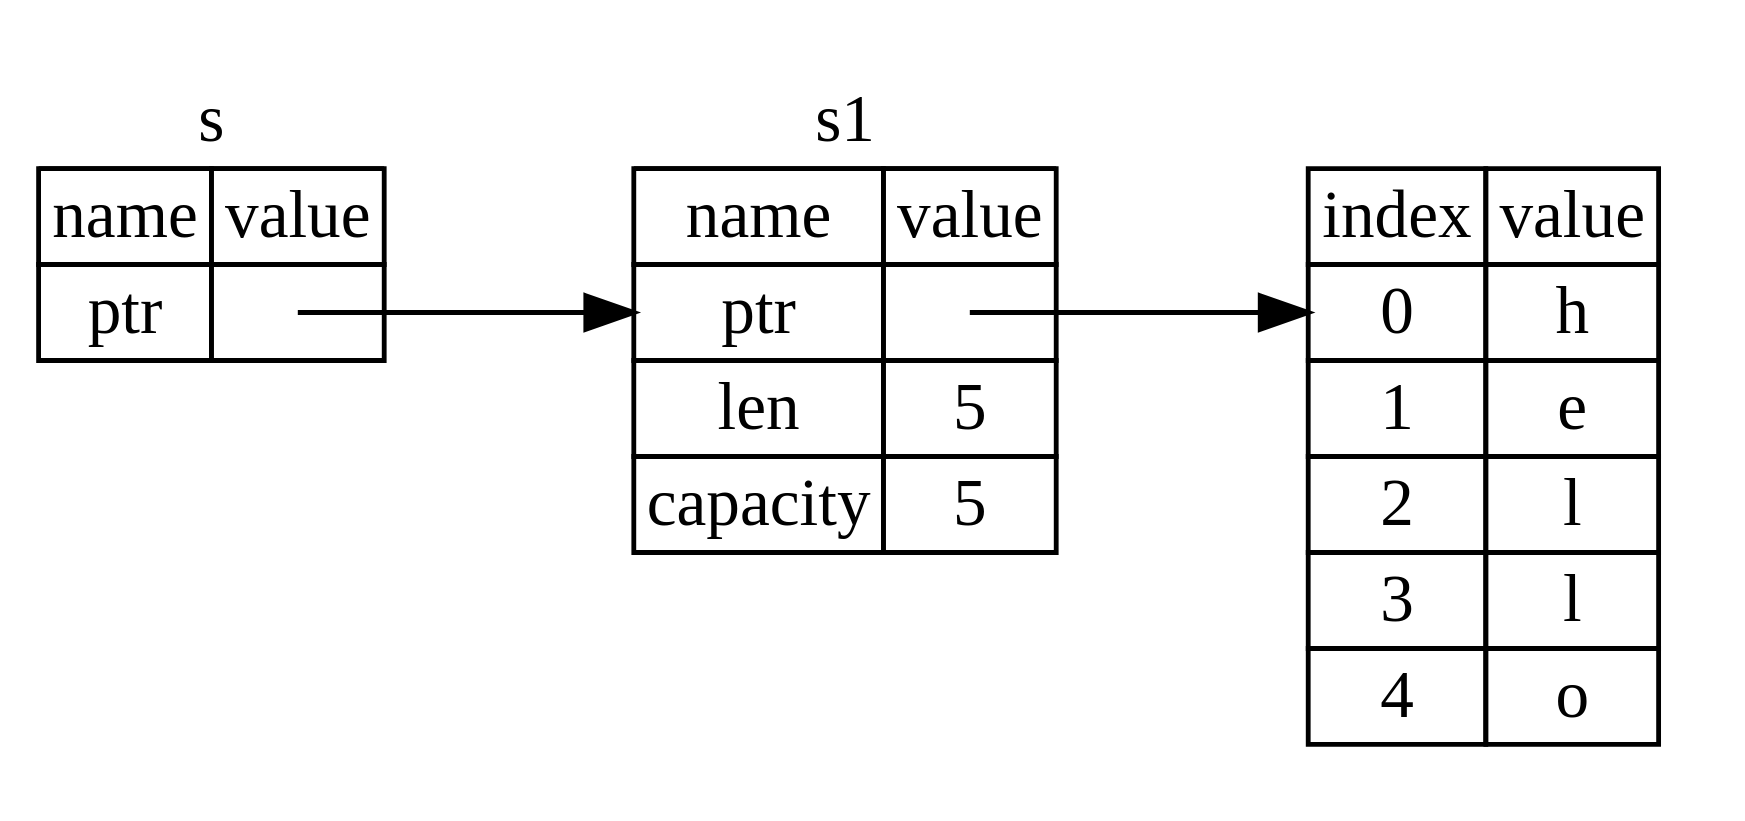 s
name value
ptr
s1
name value
ptr
len 5
capacity 5
index value
0 h
1 e
2 l
3 l
4 o